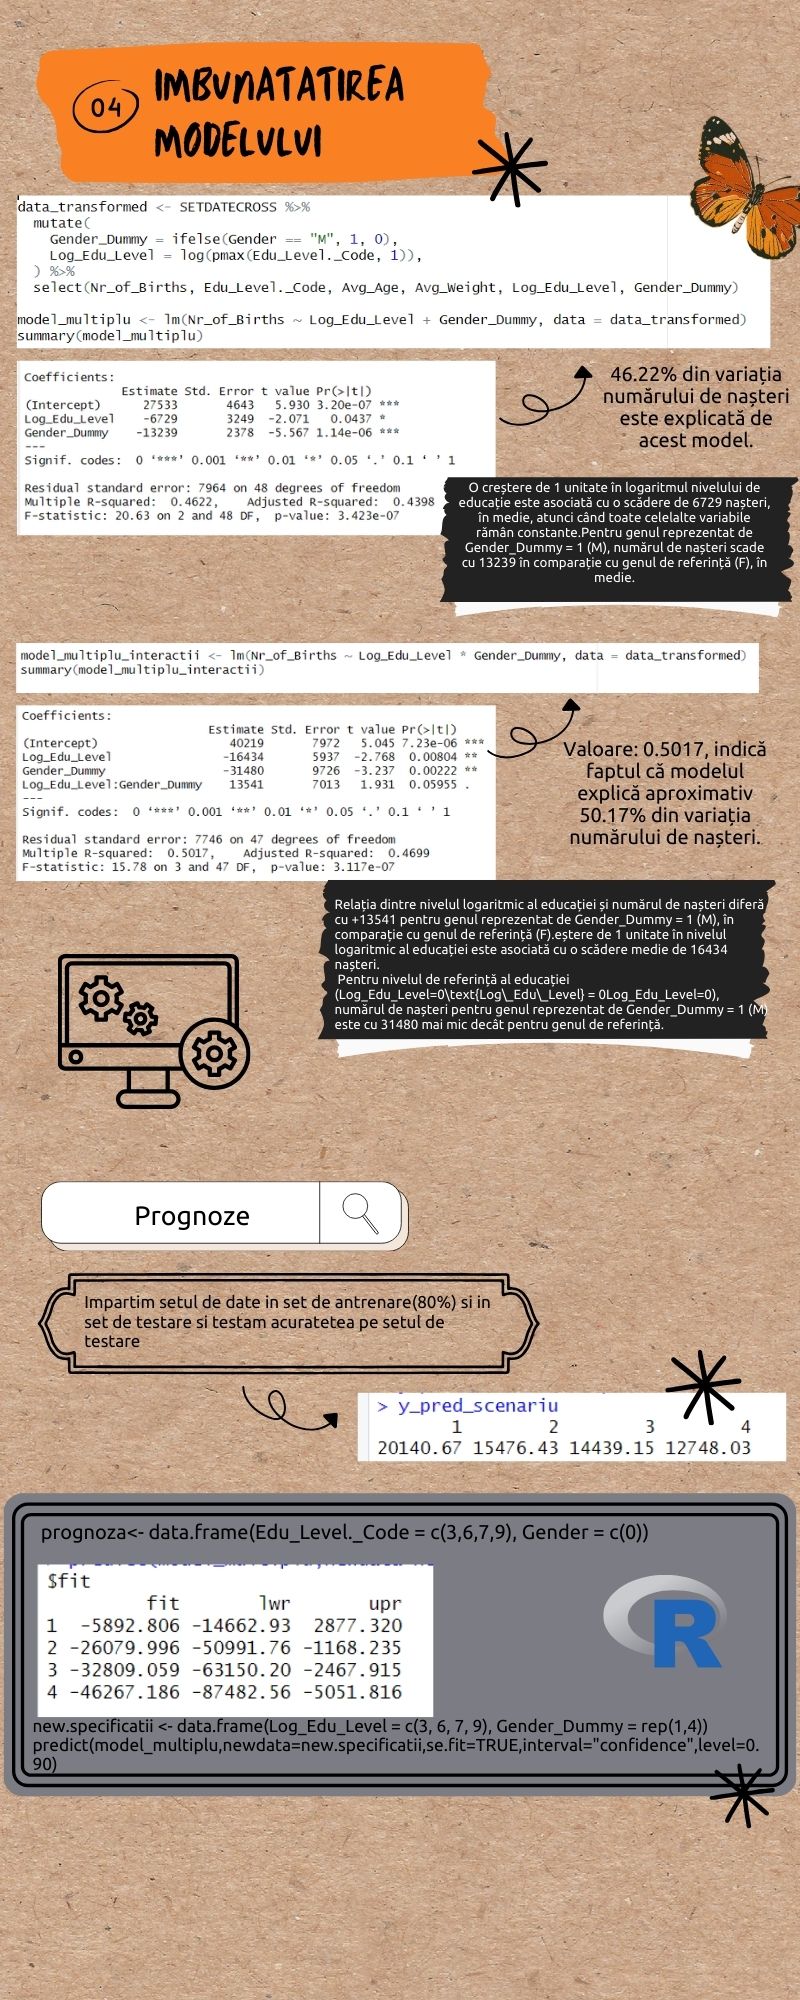 04
IMBUNATATIREA
MODELULUI
data_transformed <- SETDATECROSS %>%
mutate(
Gender_Dummy = ifelse(Gender == "M", 1, 0),
Log_Edu_Level = log(pmax(Edu_Level._Code, 1)),
) %>%
select(Nr_of_Births, Edu_Level._Code, Avg_Age, Avg_Weight, Log_Edu_Level, Gender_Dummy)
model_multiplu <- lm(Nr_of_Births ~ Log_Edu_Level + Gender_Dummy, data = data_transformed)
summary(model_multiplu)
Coefficients:
Estimate Std. Error t value Pr(>|t|)
(Intercept) 27533 4643 5.930 3.20e-07 ***
Log_Edu_Level -6729 3249 -2.071 0.0437 *
Gender_Dummy -13239 2378 -5.567 1.14e-06 ***
---
Signif. codes: 0 ‘***’ 0.001 ‘**’ 0.01 ‘*’ 0.05 ‘.’ 0.1 ‘ ’ 1
Residual standard error: 7964 on 48 degrees of freedom
Multiple R-squared: 0.4622, Adjusted R-squared: 0.4398
F-statistic: 20.63 on 2 and 48 DF, p-value: 3.423e-07
46.22% din variația
numărului de nașteri
este explicată de
acest model.
O creștere de 1 unitate în logaritmul nivelului de
educație este asociată cu o scădere de 6729 nașteri,
în medie, atunci când toate celelalte variabile
rămân constante.Pentru genul reprezentat de
Gender_Dummy = 1 (M), numărul de nașteri scade
cu 13239 în comparație cu genul de referință (F), în
medie.
model_multiplu_interactii <- lm(Nr_of_Births ~ Log_Edu_Level * Gender_Dummy, data = data_transformed)
summary(model_multiplu_interactii)
Coefficients:
Estimate Std. Error t value Pr(>|t|)
(Intercept) 40219 7972 5.045 7.23e-06 ***
Log_Edu_Level -16434 5937 -2.768 0.00804 **
Gender_Dummy -31480 9726 -3.237 0.00222 **
Log_Edu_Level:Gender_Dummy 13541 7013 1.931 0.05955 .
---
Signif. codes: 0 ‘***’ 0.001 ‘**’ 0.01 ‘*’ 0.05 ‘.’ 0.1 ‘ ’ 1
Residual standard error: 7746 on 47 degrees of freedom
Multiple R-squared: 0.5017, Adjusted R-squared: 0.4699
F-statistic: 15.78 on 3 and 47 DF, p-value: 3.117e-07
Valoare: 0.5017, indică
faptul că modelul
explică aproximativ
50.17% din variația
numărului de nașteri.
Relația dintre nivelul logaritmic al educației și numărul de nașteri diferă
cu +13541 pentru genul reprezentat de Gender_Dummy = 1 (M), în
comparație cu genul de referință (F).eștere de 1 unitate în nivelul
logaritmic al educației este asociată cu o scădere medie de 16434
nașteri.
Pentru nivelul de referință al educației
(Log_Edu_Level=0\text{Log\_Edu\_Level} = 0Log_Edu_Level=0),
numărul de nașteri pentru genul reprezentat de Gender_Dummy = 1 (M)
este cu 31480 mai mic decât pentru genul de referință.
Prognoze
Impartim setul de date in set de antrenare(80%) si in
set de testare si testam acuratetea pe setul de
testare
> y_pred_scenariu
1 2 3 4
20140.67 15476.43 14439.15 12748.03
prognoza<- data.frame(Edu_Level._Code = c(3,6,7,9), Gender = c(0))
$fit
fit lwr upr
1 -5892.806 -14662.93 2877.320
2 -26079.996 -50991.76 -1168.235
3 -32809.059 -63150.20 -2467.915
4 -46267.186 -87482.56 -5051.816
R
new.specificatii <- data.frame(Log_Edu_Level = c(3, 6, 7, 9), Gender_Dummy = rep(1,4))
predict(model_multiplu,newdata=new.specificatii,se.fit=TRUE,interval="confidence",level=0.
90)